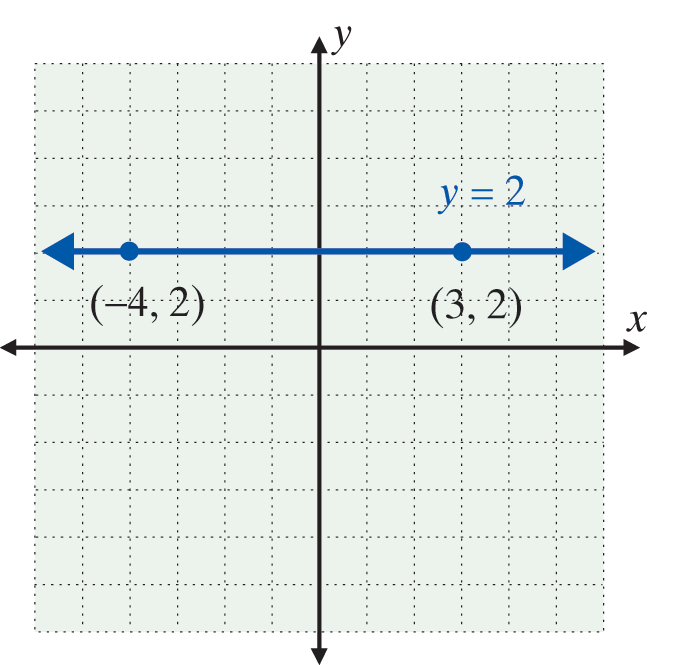 y
y = 2
(−4, 2)
(3, 2)
x